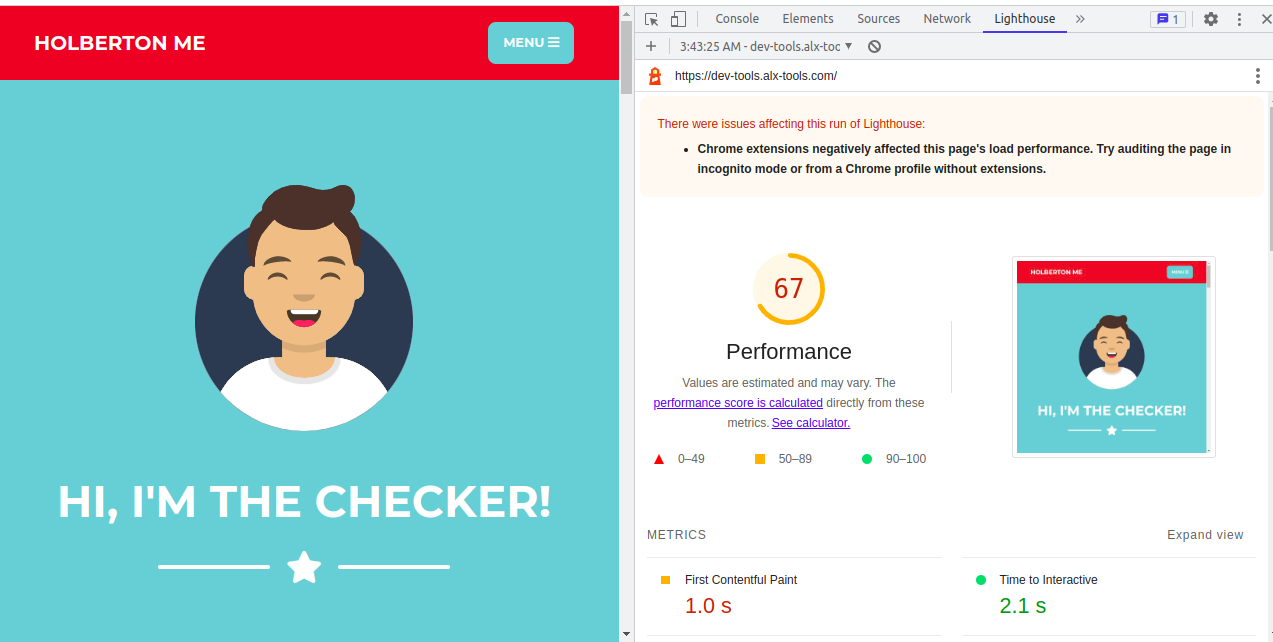 HOLBERTON ME
MENU
HI, I'M THE CHECKER!
Console Elements Sources Network Lighthouse 1
3:43:25 AM - dev-tools.alx-toc
https://dev-tools.alx-tools.com/
There were issues affecting this run of Lighthouse:
Chrome extensions negatively affected this page's load performance. Try auditing the page in
incognito mode or from a Chrome profile without extensions.
67
Performance
Values are estimated and may vary. The
performance score is calculated directly from these
metrics. See calculator.
0–49 50–89 90–100
HOLBERTON ME
MENU
HI, I'M THE CHECKER!
METRICS
Expand view
First Contentful Paint
1.0 s
Time to Interactive
2.1 s